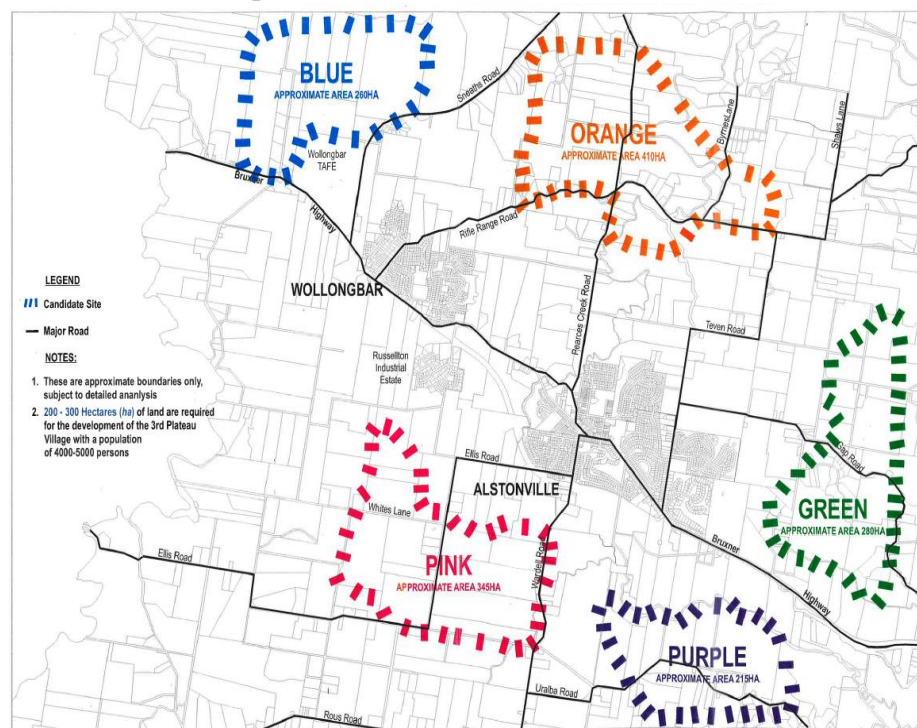 BLUE
APPROXIMATE AREA 260HA
Sneaths Road
ORANGE
APPROXIMATE AREA 410HA
ByrnesLane
Shaws Lane
Wollongbar
TAFE
Bruxner
Highway
Rifle Range Road
LEGEND
Candidate Site
Major Road
NOTES:
1. These are approximate boundaries only,
subject to detailed ananlysis
2. 200 - 300 Hectares (ha) of land are required
for the development of the 3rd Plateau
Village with a population
of 4000-5000 persons
WOLLONGBAR
Pearces Creek Road
Teven Road
Russellton
Industrial
Estate
Ellis Road
ALSTONVILLE
Gap Road
GREEN
APPROXIMATE AREA 280HA
Whites Lane
Wardell Road
Bruxner
Highway
Ellis Road
PINK
APPROXIMATE AREA 345HA
PURPLE
APPROXIMATE AREA 215HA
Uralba Road
Rous Road